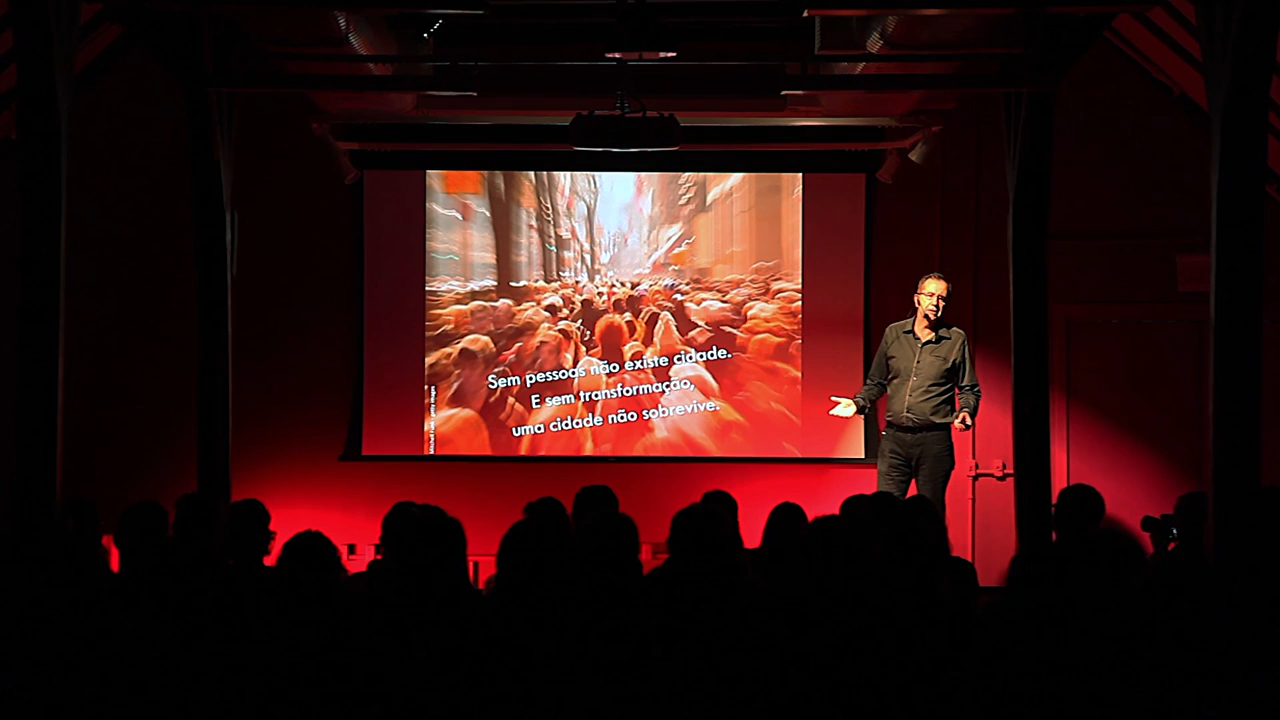 Sem pessoas não existe cidade.
E sem transformação,
uma cidade não sobrevive.